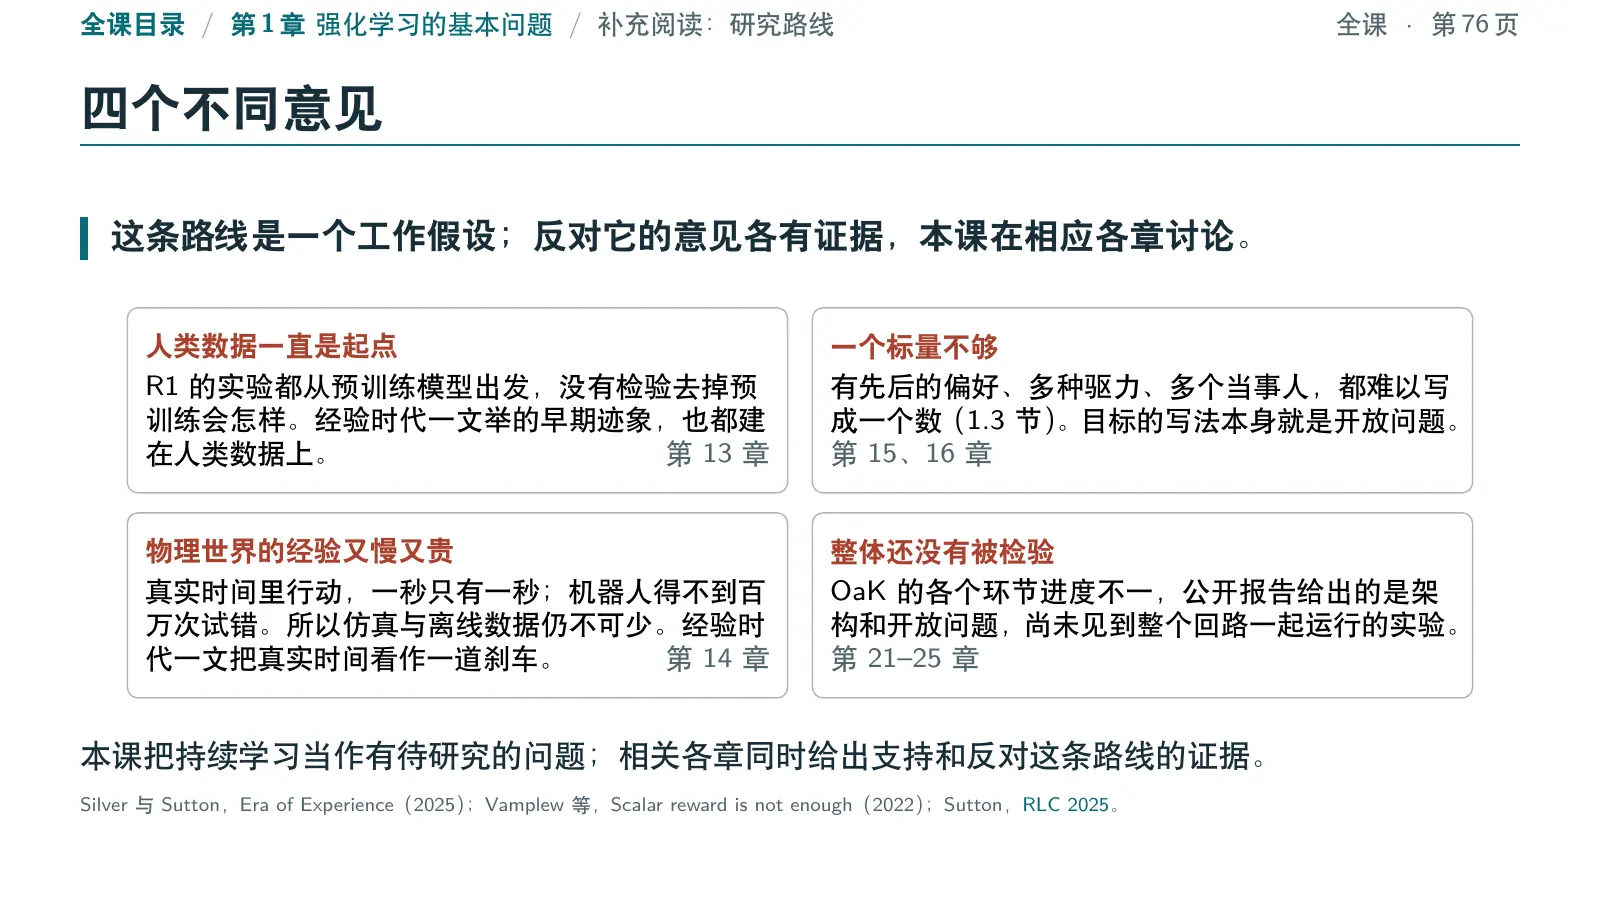 全课目录 / 第 1 章 强化学习的基本问题 / 补充阅读：研究路线
全课 · 第 76 页
四个不同意见
这条路线是一个工作假设；反对它的意见各有证据，本课在相应各章讨论。
人类数据一直是起点
R1 的实验都从预训练模型出发，没有检验去掉预
训练会怎样。经验时代一文举的早期迹象，也都建
在人类数据上。 第 13 章
一个标量不够
有先后的偏好、多种驱力、多个当事人，都难以写
成一个数（1.3 节）。目标的写法本身就是开放问题。
第 15、16 章
物理世界的经验又慢又贵
真实时间里行动，一秒只有一秒；机器人得不到百
万次试错。所以仿真与离线数据仍不可少。经验时
代一文把真实时间看作一道刹车。 第 14 章
整体还没有被检验
OaK 的各个环节进度不一，公开报告给出的是架
构和开放问题，尚未见到整个回路一起运行的实验。
第 21–25 章
本课把持续学习当作有待研究的问题；相关各章同时给出支持和反对这条路线的证据。
Silver 与 Sutton，Era of Experience（2025）；Vamplew 等，Scalar reward is not enough（2022）；Sutton，RLC 2025。